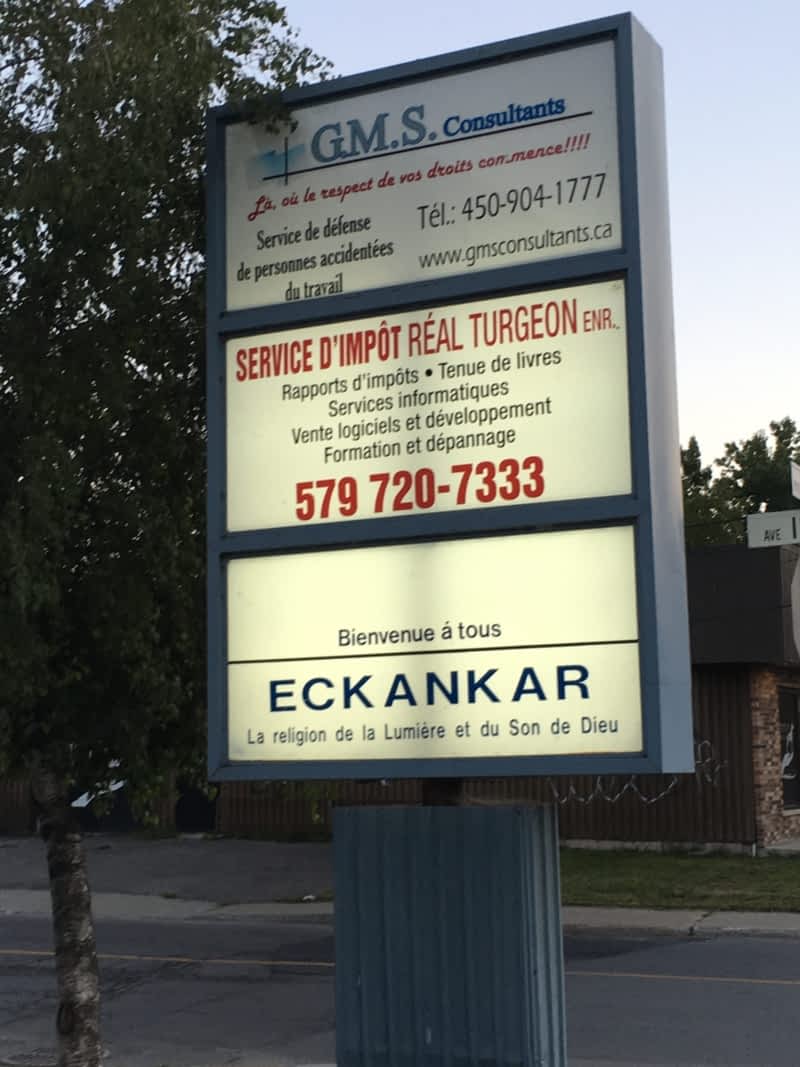 G.M.S. Consultants
Là, où le respect de vos droits commence!!!!
Service de défense
de personnes accidentées
du travail
Tél.: 450-904-1777
www.gmsconsultants.ca
SERVICE D'IMPÔT RÉAL TURGEON ENR..
Rapports d'impôts • Tenue de livres
Services informatiques
Vente logiciels et développement
Formation et dépannage
579 720-7333
Bienvenue á tous
ECKANKAR
La religion de la Lumière et du Son de Dieu
AVE